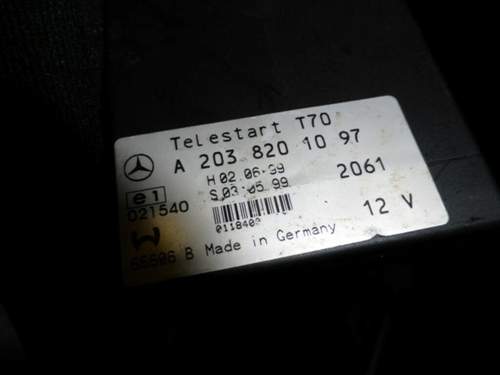 Telestart T70
A 203 820 10 97
H 02.06.99
2061
S 03.05.99
e1
021540
12 V
66606 B Made in Germany